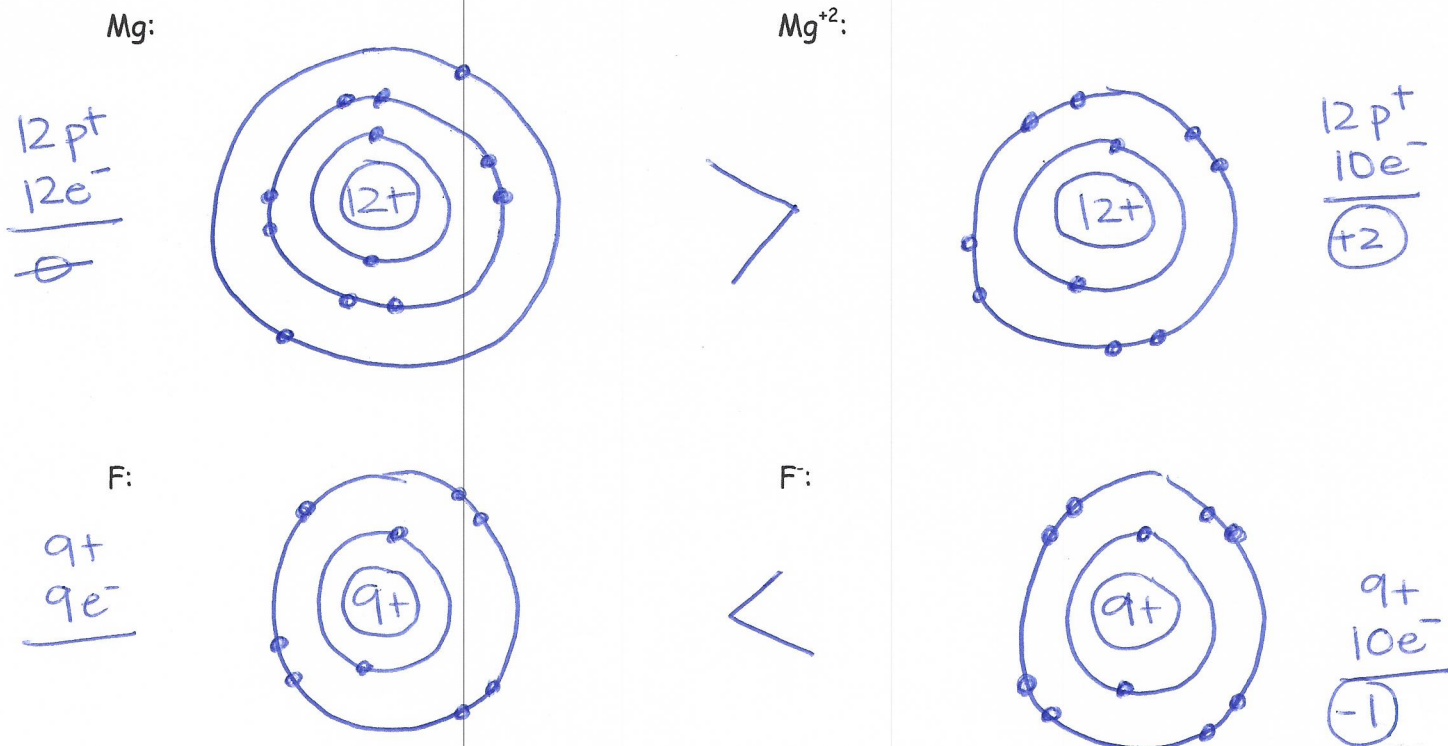 Mg:
Mg⁺²:
12p⁺
12e⁻
0
12+
>
12+
12p⁺
10e⁻
+2
F:
F⁻:
9+
9e⁻
9+
<
9+
9+
10e⁻
-1